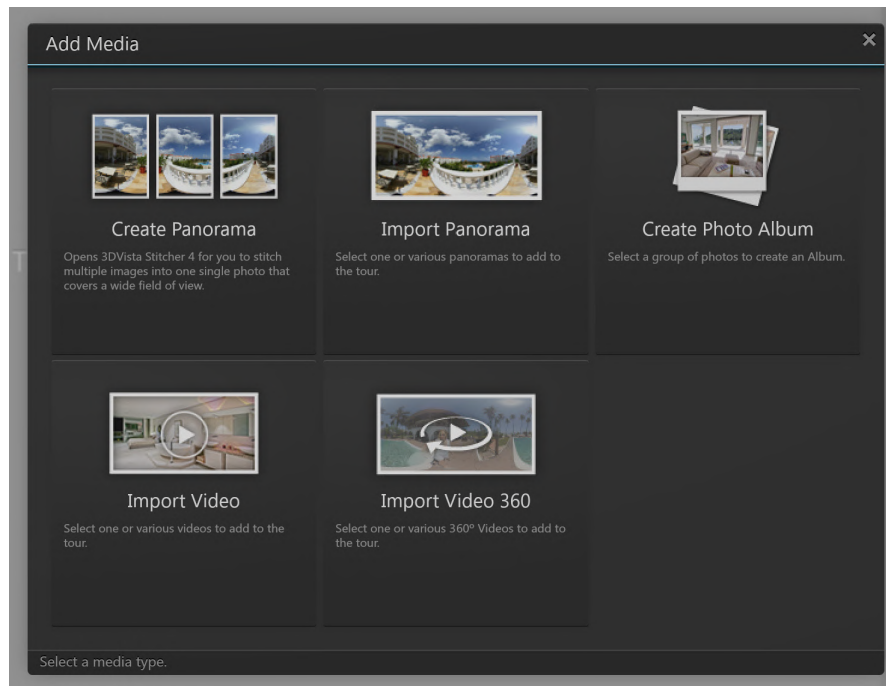 Add Media
Create Panorama
Opens 3DVista Stitcher 4 for you to stitch
multiple images into one single photo that
covers a wide field of view.
Import Panorama
Select one or various panoramas to add to
the tour.
Create Photo Album
Select a group of photos to create an Album.
Import Video
Select one or various videos to add to the
tour.
Import Video 360
Select one or various 360º Videos to add to
the tour.
Select a media type.